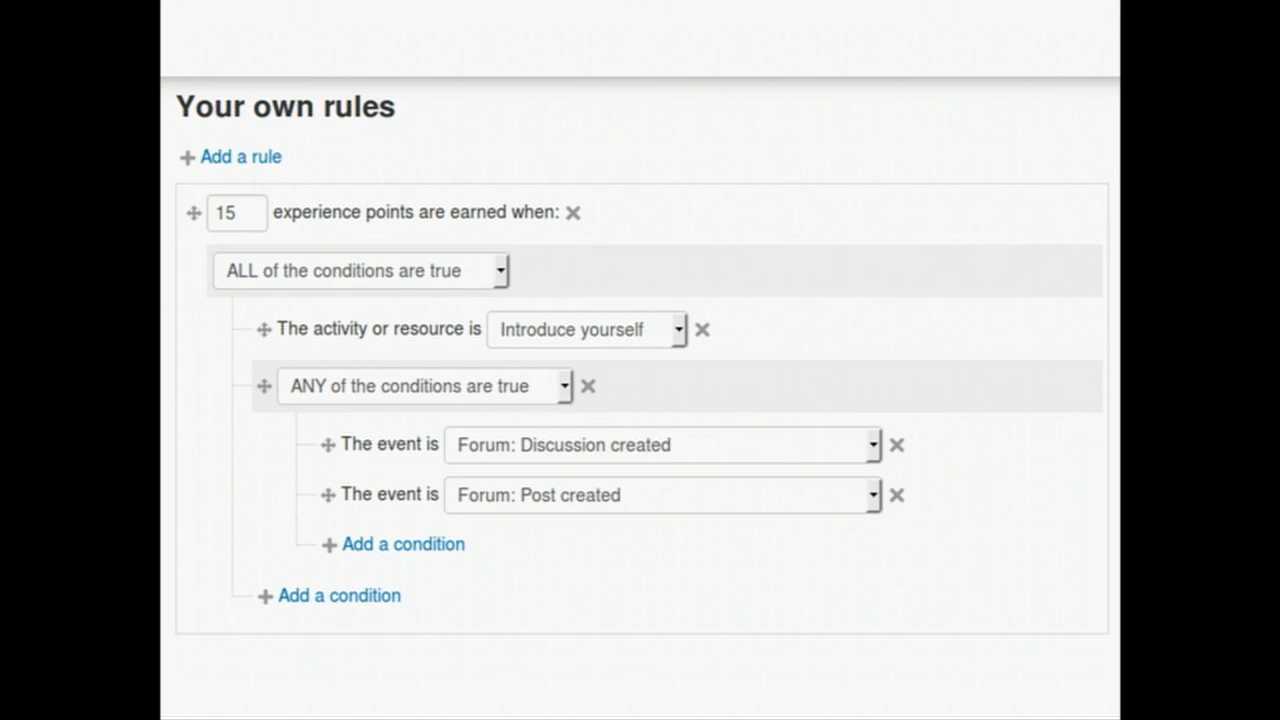 Your own rules
Add a rule
15 experience points are earned when:
ALL of the conditions are true
The activity or resource is Introduce yourself
ANY of the conditions are true
The event is Forum: Discussion created
The event is Forum: Post created
Add a condition
Add a condition